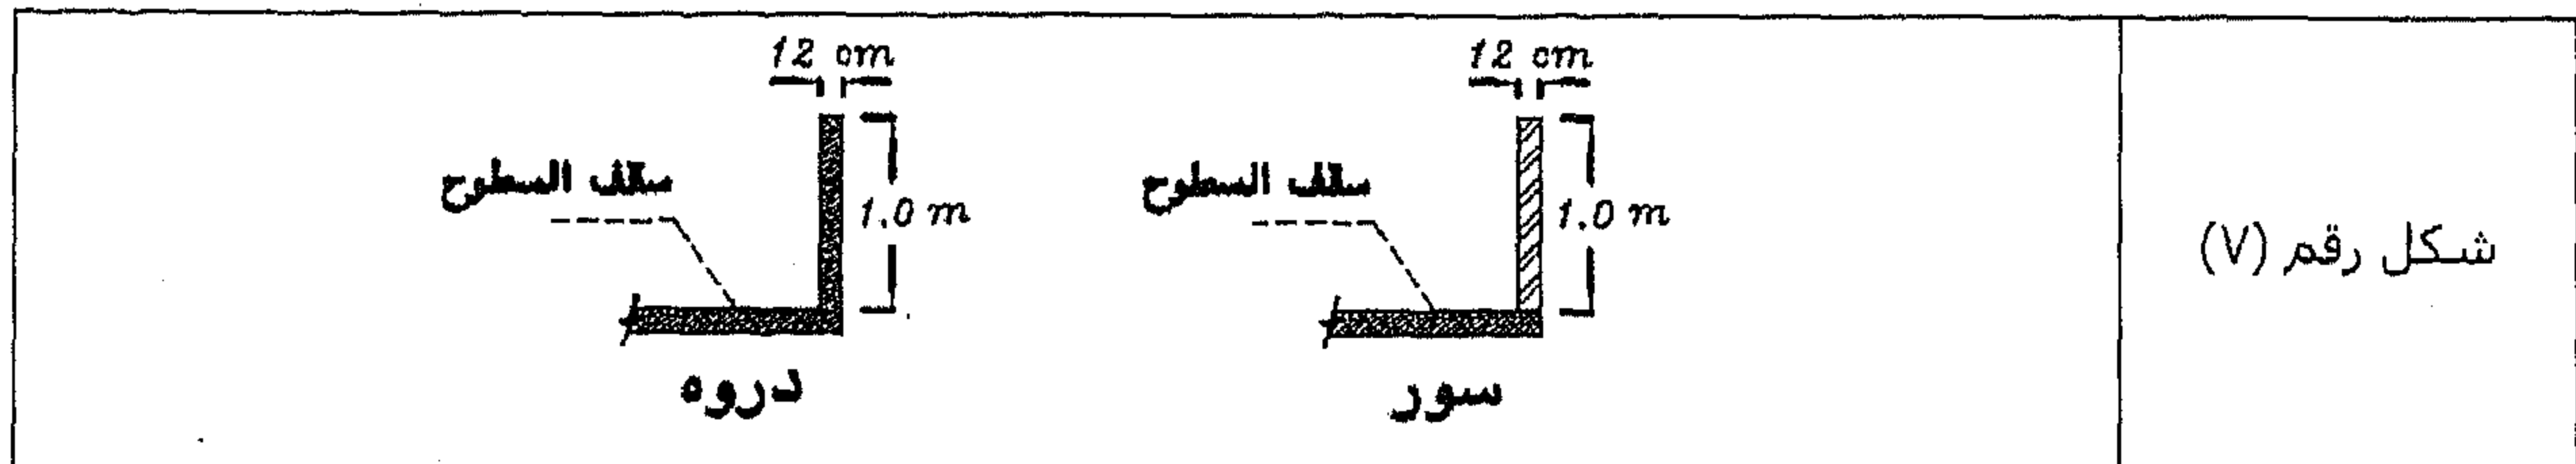 شكل رقم (٧)
12 cm
1.0 m
سقف السطوح
سور
12 cm
1.0 m
سقف السطوح
دروه